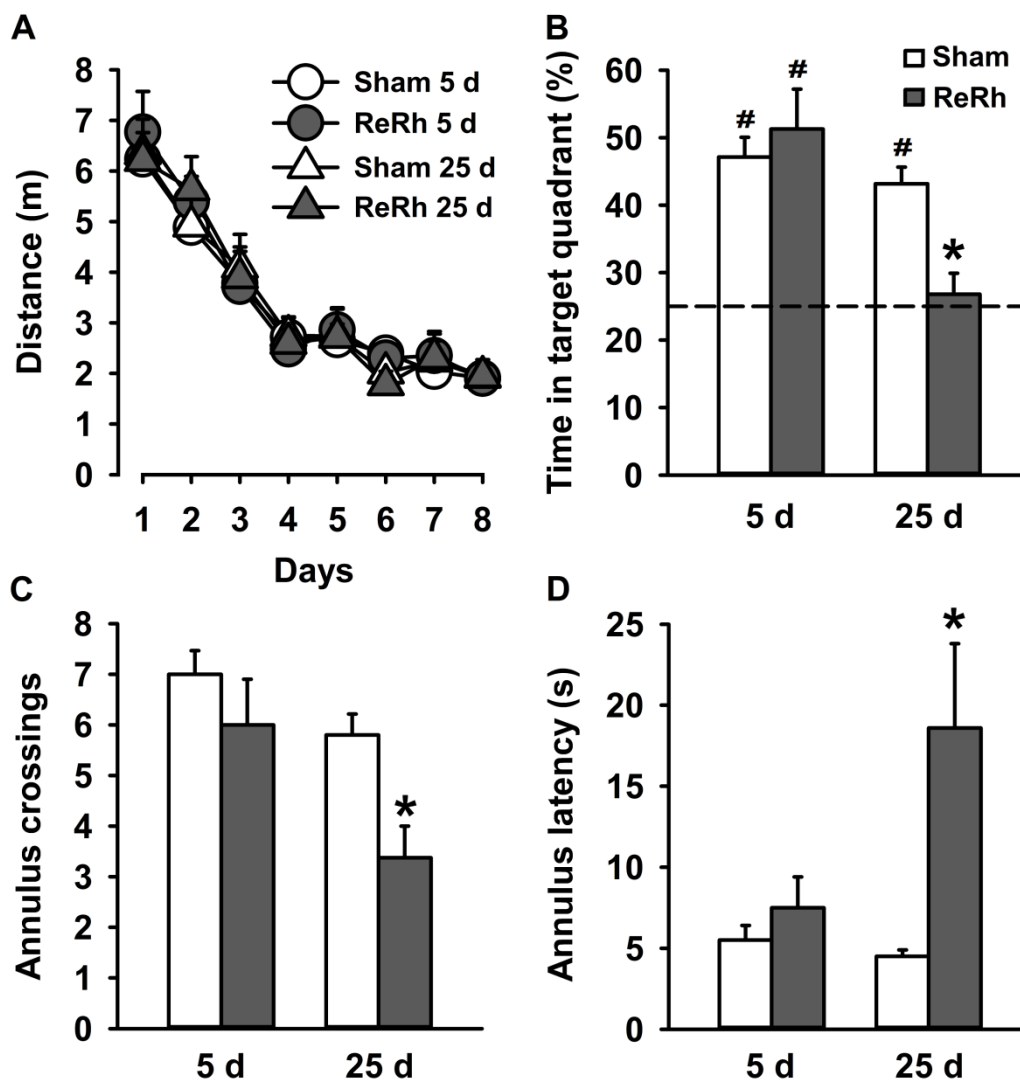 A
Distance (m)
8
7
6
5
4
3
2
1
0
Sham 5 d
ReRh 5 d
Sham 25 d
ReRh 25 d
1 2 3 4 5 6 7 8
Days
B
Time in target quadrant (%)
60
50
40
30
20
10
0
Sham
ReRh
# # # *
5 d 25 d
C
Annulus crossings
8
7
6
5
4
3
2
1
0
*
5 d 25 d
D
Annulus latency (s)
25
20
15
10
5
0
*
5 d 25 d